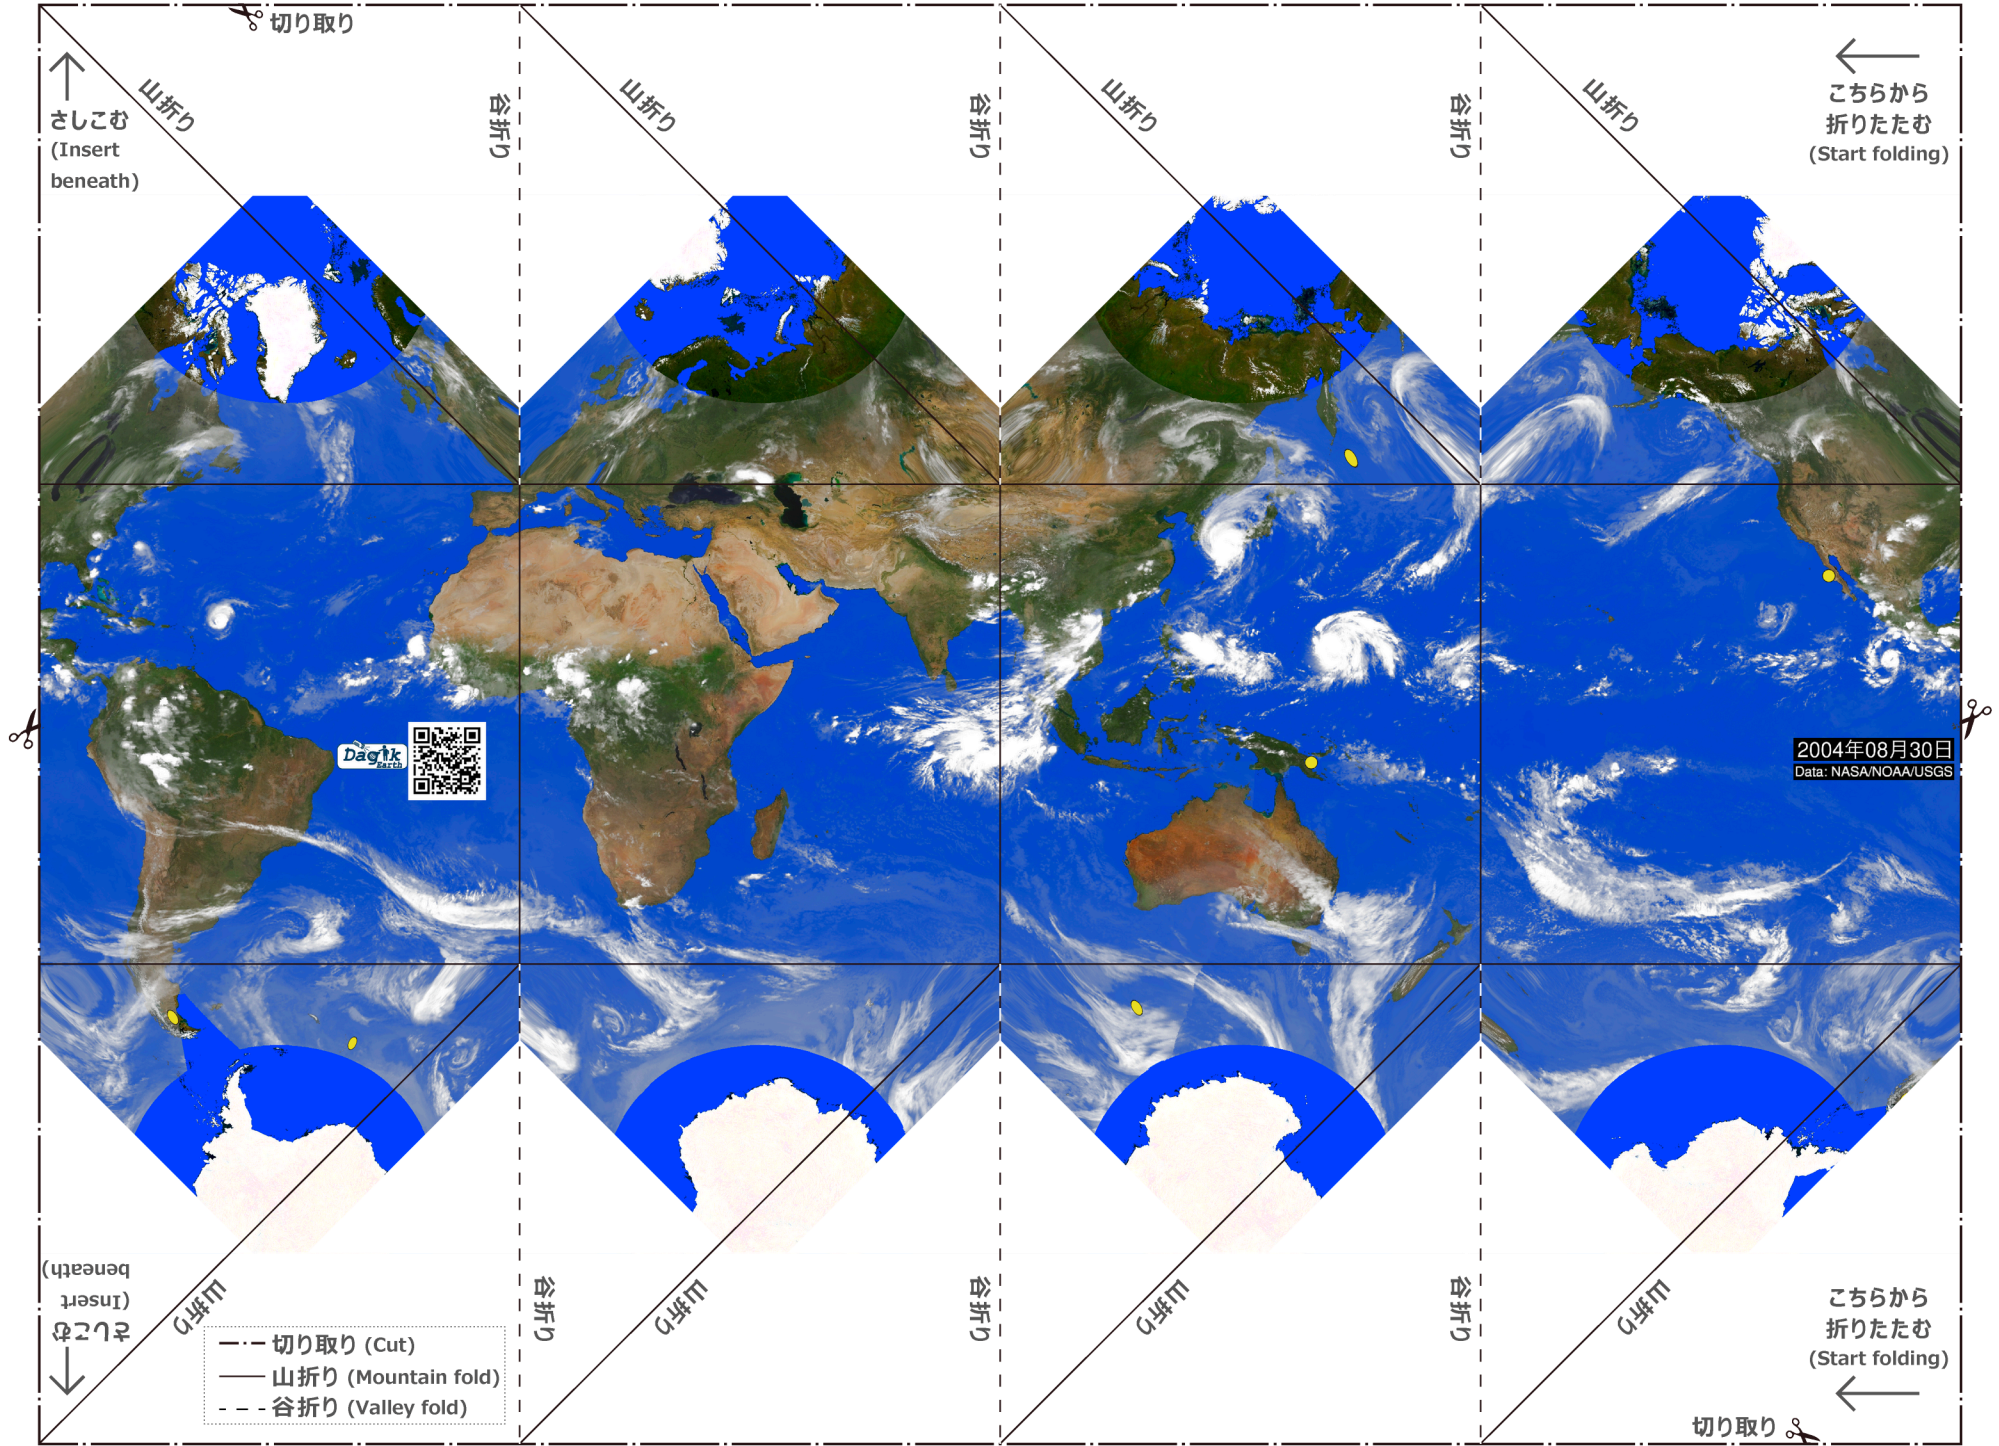 切り取り
さしこむ
(Insert
beneath)
山折り
谷折り
山折り
谷折り
山折り
谷折り
山折り
こちらから
折りたたむ
(Start folding)
Dagik
Earth
2004年08月30日
Data: NASA/NOAA/USGS
さしこむ
(Insert
beneath)
山折り
谷折り
山折り
谷折り
山折り
谷折り
山折り
こちらから
折りたたむ
(Start folding)
切り取り (Cut)
山折り (Mountain fold)
谷折り (Valley fold)
切り取り